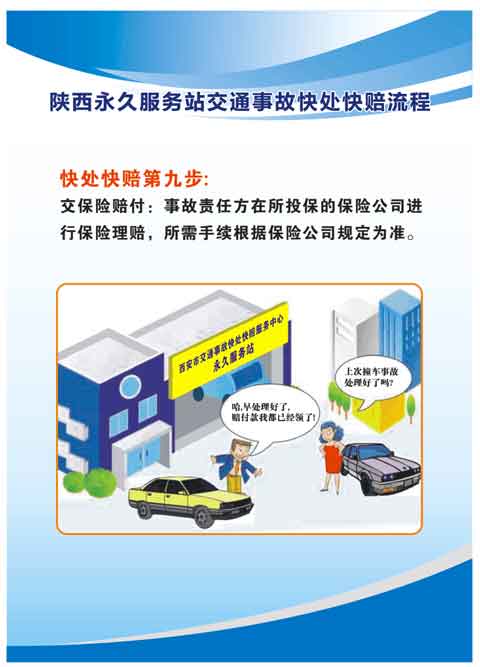 陕西永久服务站交通事故快处快赔流程
快处快赔第九步:
交保险赔付：事故责任方在所投保的保险公司进
行保险理赔，所需手续根据保险公司规定为准。
西安市交通事故快处快赔服务中心
永久服务站
上次撞车事故
处理好了吗?
哈,早处理好了,
赔付款我都已经领了!